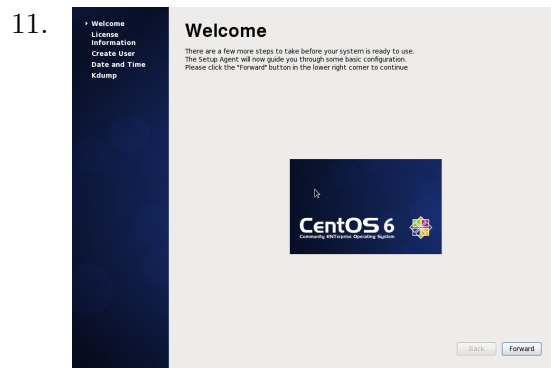 11.
Welcome
License
Information
Create User
Date and Time
Kdump
Welcome
There are a few more steps to take before your system is ready to use.
The Setup Agent will now guide you through some basic configuration.
Please click the "Forward" button in the lower right corner to continue
CentOS 6
Community ENTerprise Operating System
Back
Forward